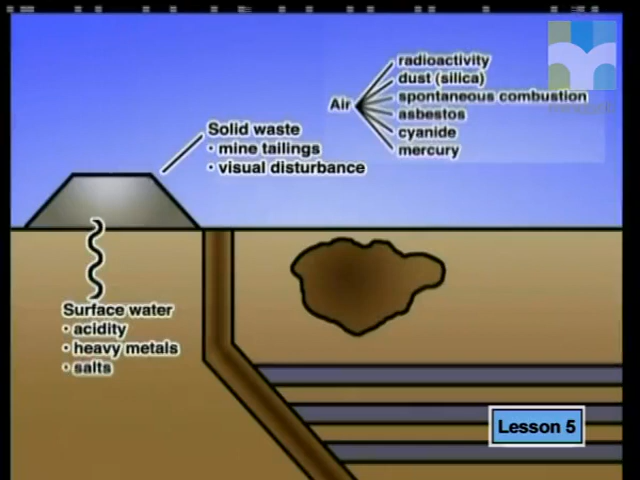 radioactivity
dust (silica)
Air
spontaneous combustion
asbestos
cyanide
mercury
Solid waste
• mine tailings
• visual disturbance
Surface water
• acidity
• heavy metals
• salts
Lesson 5